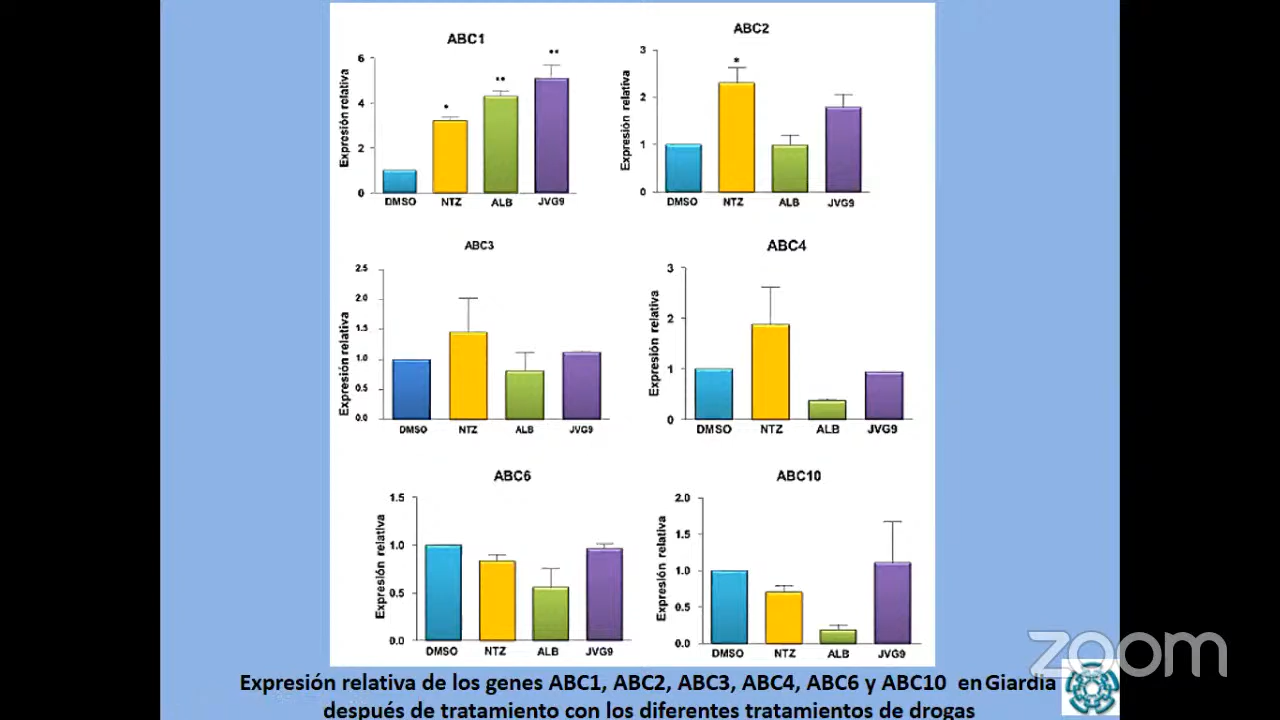 ABC1
ABC2
Expresión relativa
6
4
2
0
DMSO NTZ ALB JVG9
Expresión relativa
3
2
1
0
DMSO NTZ ALB JVG9
ABC3
ABC4
Expresión relativa
2.5
2.0
1.5
1.0
0.5
0.0
DMSO NTZ ALB JVG9
Expresión relativa
3
2
1
0
DMSO NTZ ALB JVG9
ABC6
ABC10
Expresión relativa
1.5
1.0
0.5
0.0
DMSO NTZ ALB JVG9
Expresión relativa
2.0
1.5
1.0
0.5
0.0
DMSO NTZ ALB JVG9
zoom
Expresión relativa de los genes ABC1, ABC2, ABC3, ABC4, ABC6 y ABC10 en Giardia
después de tratamiento con los diferentes tratamientos de drogas